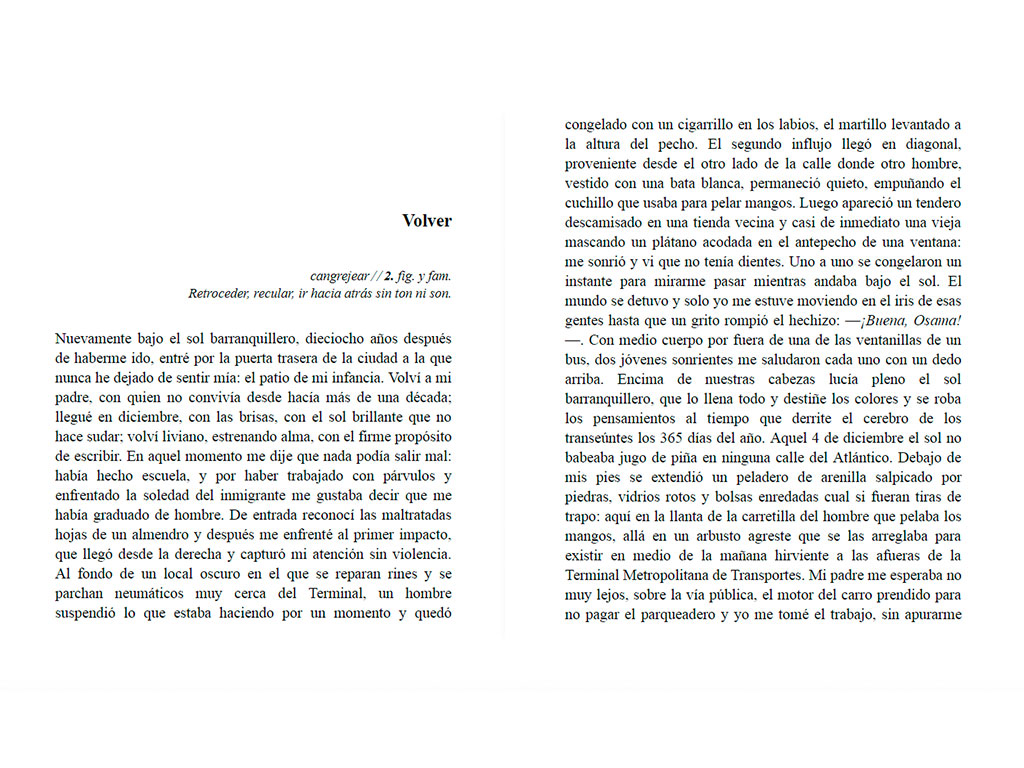 Volver
cangrejear // 2. fig. y fam.
Retroceder, recular, ir hacia atrás sin ton ni son.
Nuevamente bajo el sol barranquillero, dieciocho años después
de haberme ido, entré por la puerta trasera de la ciudad a la que
nunca he dejado de sentir mía: el patio de mi infancia. Volví a mi
padre, con quien no convivía desde hacía más de una década;
llegué en diciembre, con las brisas, con el sol brillante que no
hace sudar; volví liviano, estrenando alma, con el firme propósito
de escribir. En aquel momento me dije que nada podía salir mal:
había hecho escuela, y por haber trabajado con párvulos y
enfrentado la soledad del inmigrante me gustaba decir que me
había graduado de hombre. De entrada reconocí las maltratadas
hojas de un almendro y después me enfrenté al primer impacto,
que llegó desde la derecha y capturó mi atención sin violencia.
Al fondo de un local oscuro en el que se reparan rines y se
parchan neumáticos muy cerca del Terminal, un hombre
suspendió lo que estaba haciendo por un momento y quedó
congelado con un cigarrillo en los labios, el martillo levantado a
la altura del pecho. El segundo influjo llegó en diagonal,
proveniente desde el otro lado de la calle donde otro hombre,
vestido con una bata blanca, permaneció quieto, empuñando el
cuchillo que usaba para pelar mangos. Luego apareció un tendero
descamisado en una tienda vecina y casi de inmediato una vieja
mascando un plátano acodada en el antepecho de una ventana:
me sonrió y vi que no tenía dientes. Uno a uno se congelaron un
instante para mirarme pasar mientras andaba bajo el sol. El
mundo se detuvo y solo yo me estuve moviendo en el iris de esas
gentes hasta que un grito rompió el hechizo: —¡Buena, Osama!
—. Con medio cuerpo por fuera de una de las ventanillas de un
bus, dos jóvenes sonrientes me saludaron cada uno con un dedo
arriba. Encima de nuestras cabezas lucía pleno el sol
barranquillero, que lo llena todo y destiñe los colores y se roba
los pensamientos al tiempo que derrite el cerebro de los
transeúntes los 365 días del año. Aquel 4 de diciembre el sol no
babeaba jugo de piña en ninguna calle del Atlántico. Debajo de
mis pies se extendió un peladero de arenilla salpicado por
piedras, vidrios rotos y bolsas enredadas cual si fueran tiras de
trapo: aquí en la llanta de la carretilla del hombre que pelaba los
mangos, allá en un arbusto agreste que se las arreglaba para
existir en medio de la mañana hirviente a las afueras de la
Terminal Metropolitana de Transportes. Mi padre me esperaba no
muy lejos, sobre la vía pública, el motor del carro prendido para
no pagar el parqueadero y yo me tomé el trabajo, sin apurarme